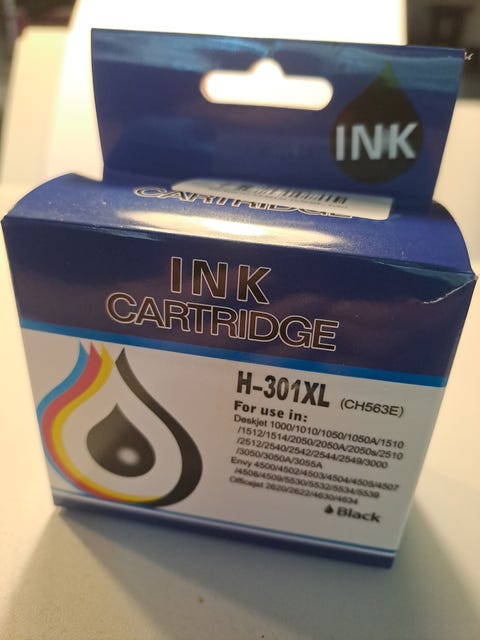 INK
CARTRIDGE
INK
CARTRIDGE
H-301XL (CH563E)
For use in:
Deskjet 1000/1010/1050/1050A/1510
/1512/1514/2050/2050A/2050s/2510
/2512/2540/2542/2544/2549/3000
/3050/3050A/3055A
Envy 4500/4502/4503/4504/4505/4507
/4508/4509/5530/5532/5534/5539
Officejet 2620/2622/4630/4634
Black